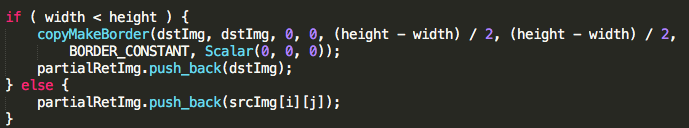 if ( width < height ) {
    copyMakeBorder(dstImg, dstImg, 0, 0, (height - width) / 2, (height - width) / 2,
        BORDER_CONSTANT, Scalar(0, 0, 0));
    partialRetImg.push_back(dstImg);
} else {
    partialRetImg.push_back(srcImg[i][j]);
}